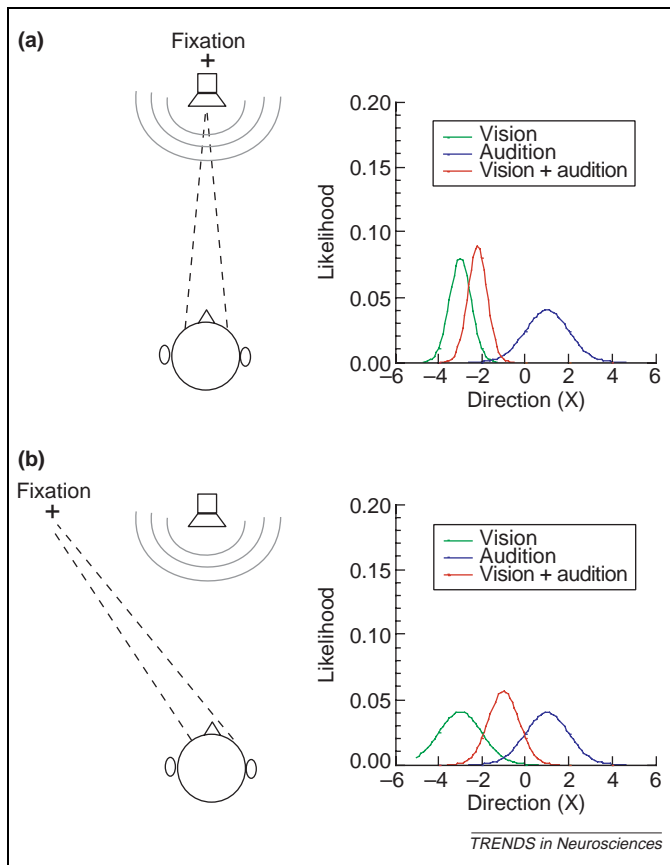 (a)
Fixation
+
0.20
0.15
0.10
0.05
0.00
Likelihood
Vision
Audition
Vision + audition
−6 −4 −2 0 2 4 6
Direction (X)
(b)
Fixation
+
0.20
0.15
0.10
0.05
0.00
Likelihood
Vision
Audition
Vision + audition
−6 −4 −2 0 2 4 6
Direction (X)
TRENDS in Neurosciences